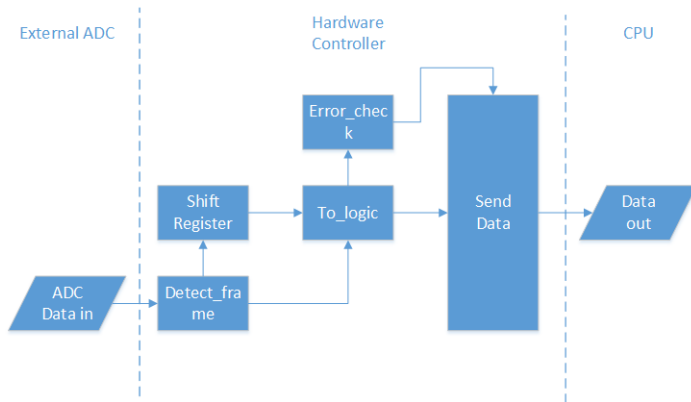 External ADC
Hardware
Controller
CPU
Error_chec
k
Shift
Register
To_logic
Send
Data
Data
out
ADC
Data in
Detect_fra
me